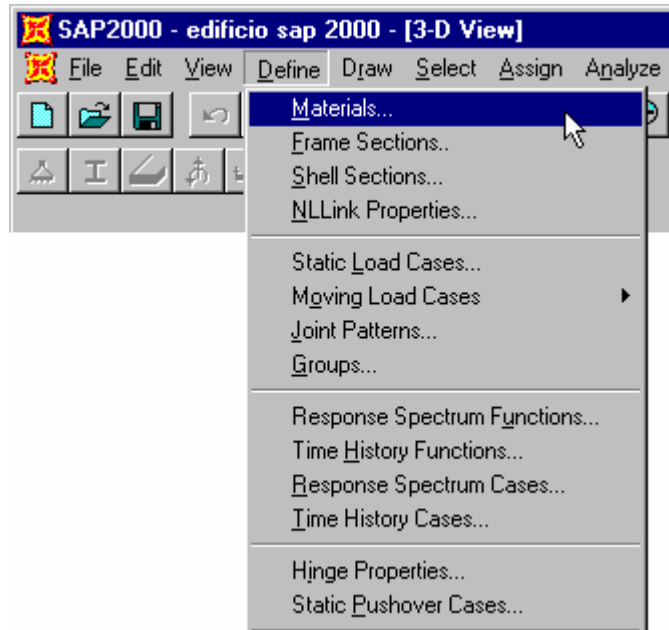 SAP2000 - edificio sap 2000 - [3-D View]
File Edit View Define Draw Select Assign Analyze
Materials...
Frame Sections..
Shell Sections...
NLLink Properties...
Static Load Cases...
Moving Load Cases
Joint Patterns...
Groups...
Response Spectrum Functions...
Time History Functions...
Response Spectrum Cases...
Time History Cases...
Hinge Properties...
Static Pushover Cases...